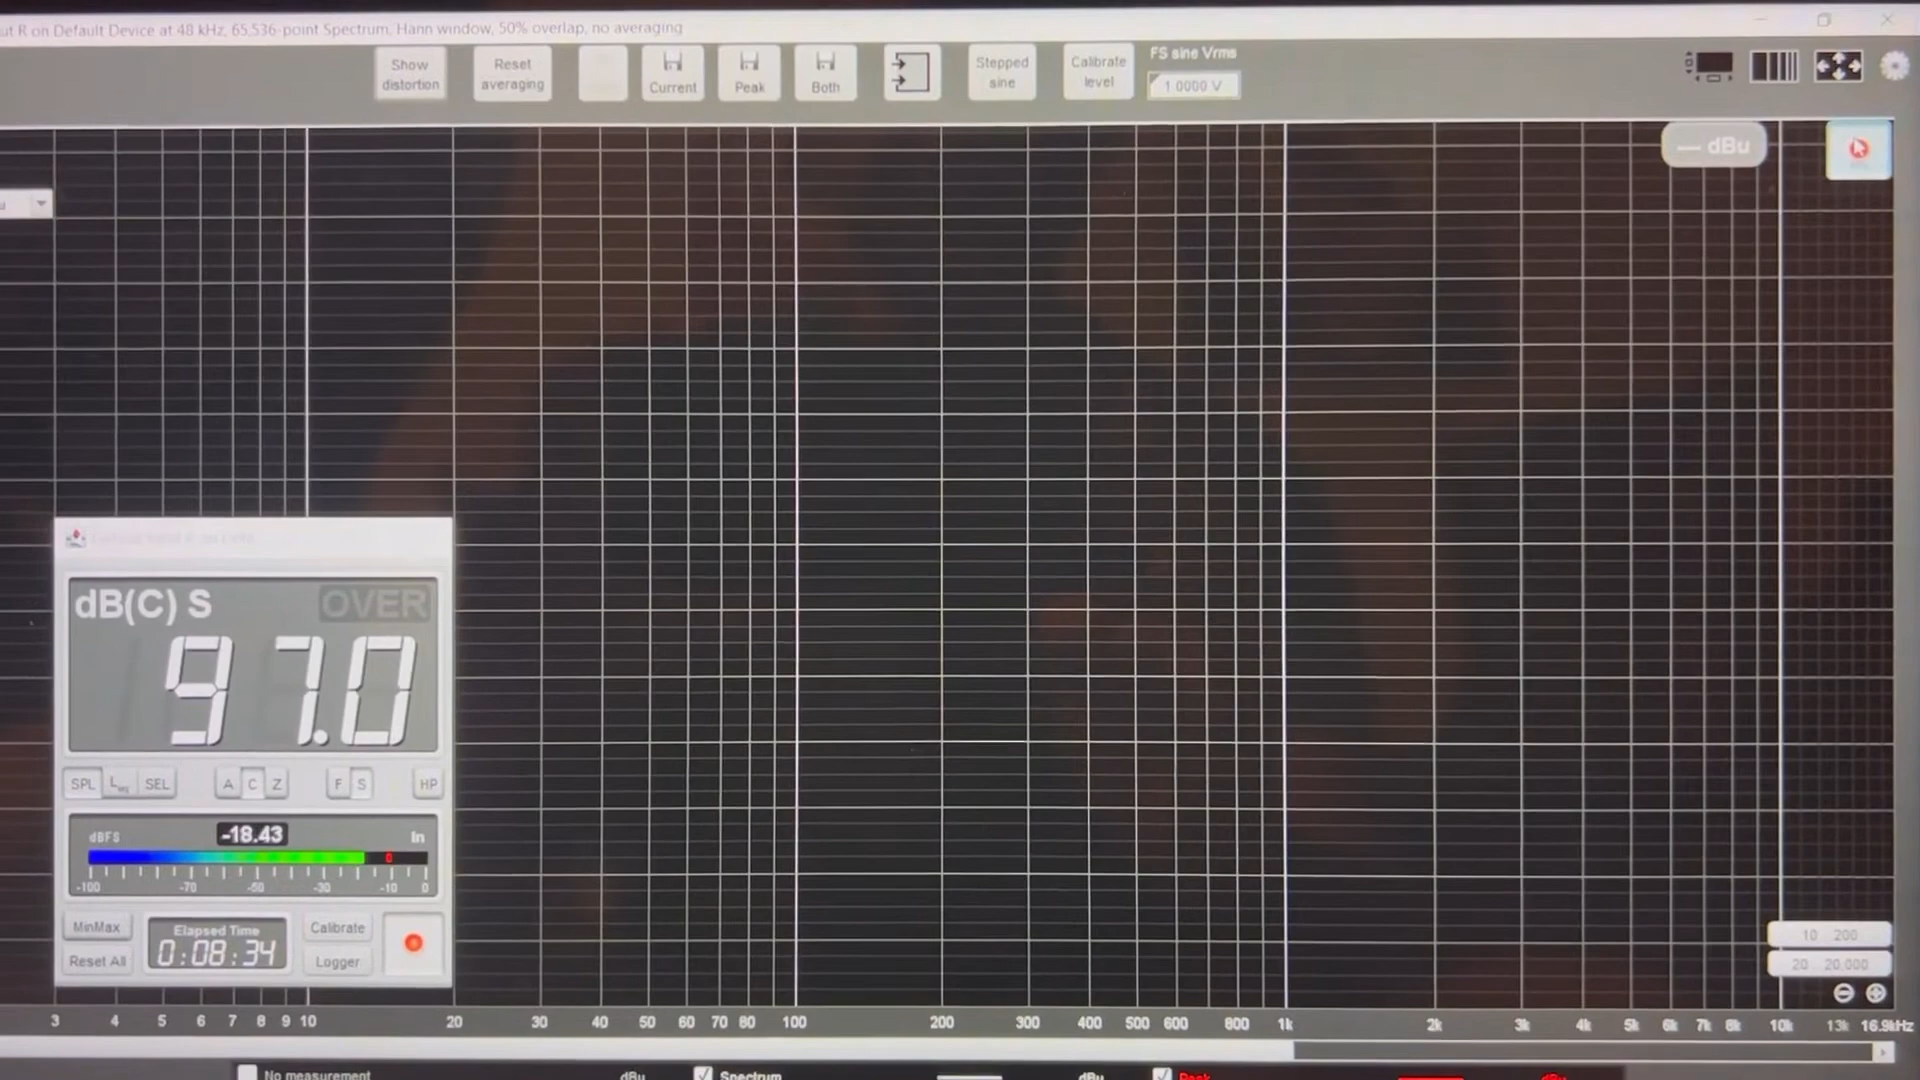 ut R on Default Device at 48 kHz, 65,536-point Spectrum, Hann window, 50% overlap, no averaging
Show distortion
Reset averaging
Current
Peak
Both
Stepped sine
Calibrate level
FS sine Vrms
1.0000 V
dBu
dB(C) S
OVER
97.0
SPL Leq SEL A C Z F S HP
dBFS -18.43 In
-100 -70 -50 -30 -10 0
MinMax
Elapsed Time
0:08:34
Calibrate
Reset All
Logger
10 200
20 20,000
3 4 5 6 7 8 9 10 20 30 40 50 60 70 80 100 200 300 400 500 600 800 1k 2k 3k 4k 5k 6k 7k 8k 10k 13k 16.9kHz
No measurement dBu Spectrum dBu Peak dBu